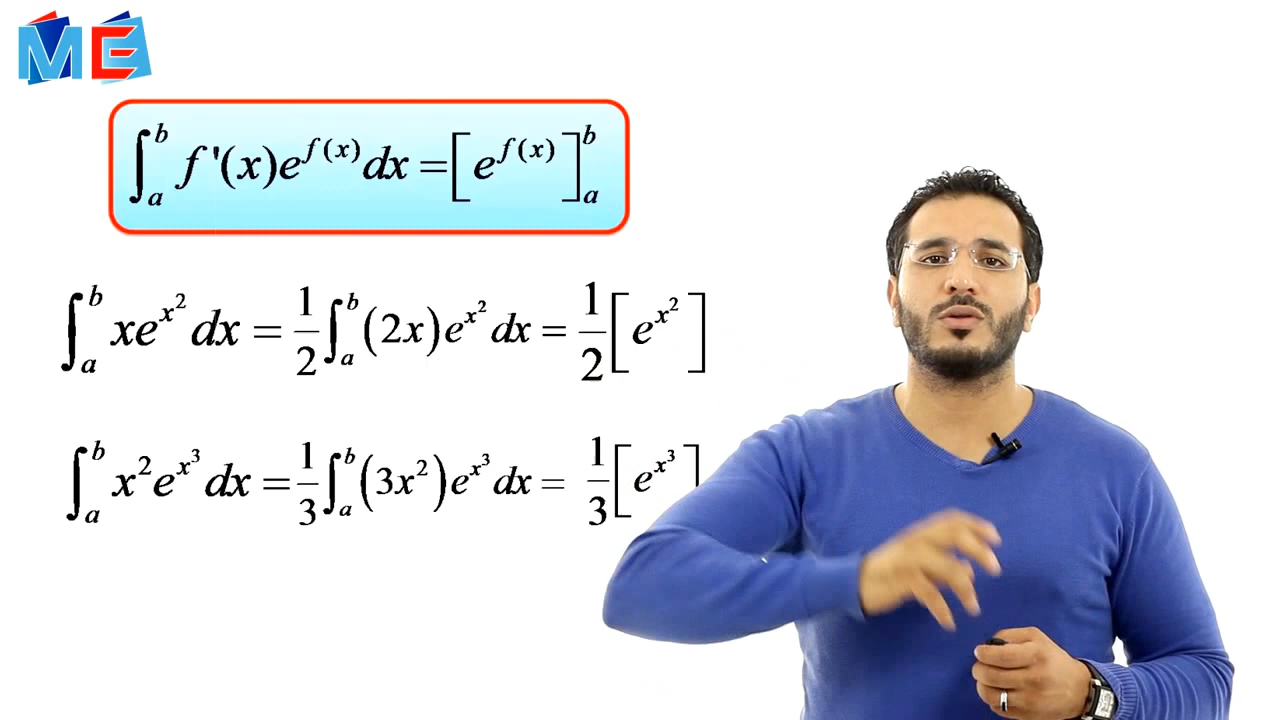 ME
∫_a^b f'(x)e^{f(x)}dx = [e^{f(x)}]_a^b
∫_a^b xe^{x^2}dx = 1/2 ∫_a^b (2x)e^{x^2}dx = 1/2 [e^{x^2}]
∫_a^b x^2e^{x^3}dx = 1/3 ∫_a^b (3x^2)e^{x^3}dx = 1/3 [e^{x^3}]